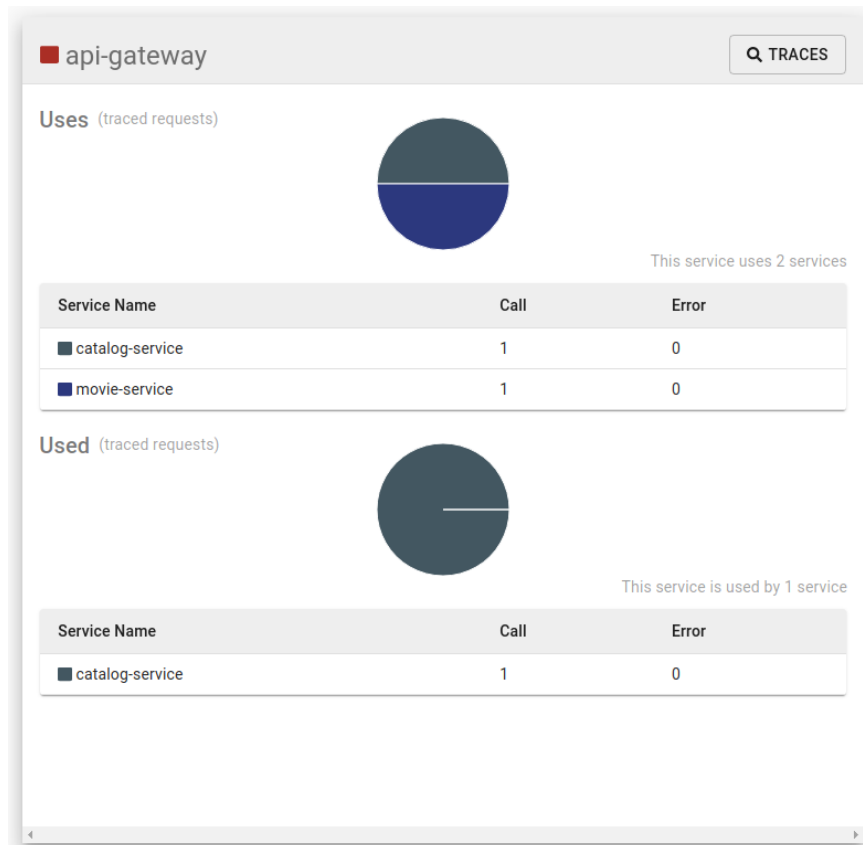 api-gateway
TRACES
Uses (traced requests)
This service uses 2 services
Service Name Call Error
catalog-service 1 0
movie-service 1 0
Used (traced requests)
This service is used by 1 service
Service Name Call Error
catalog-service 1 0